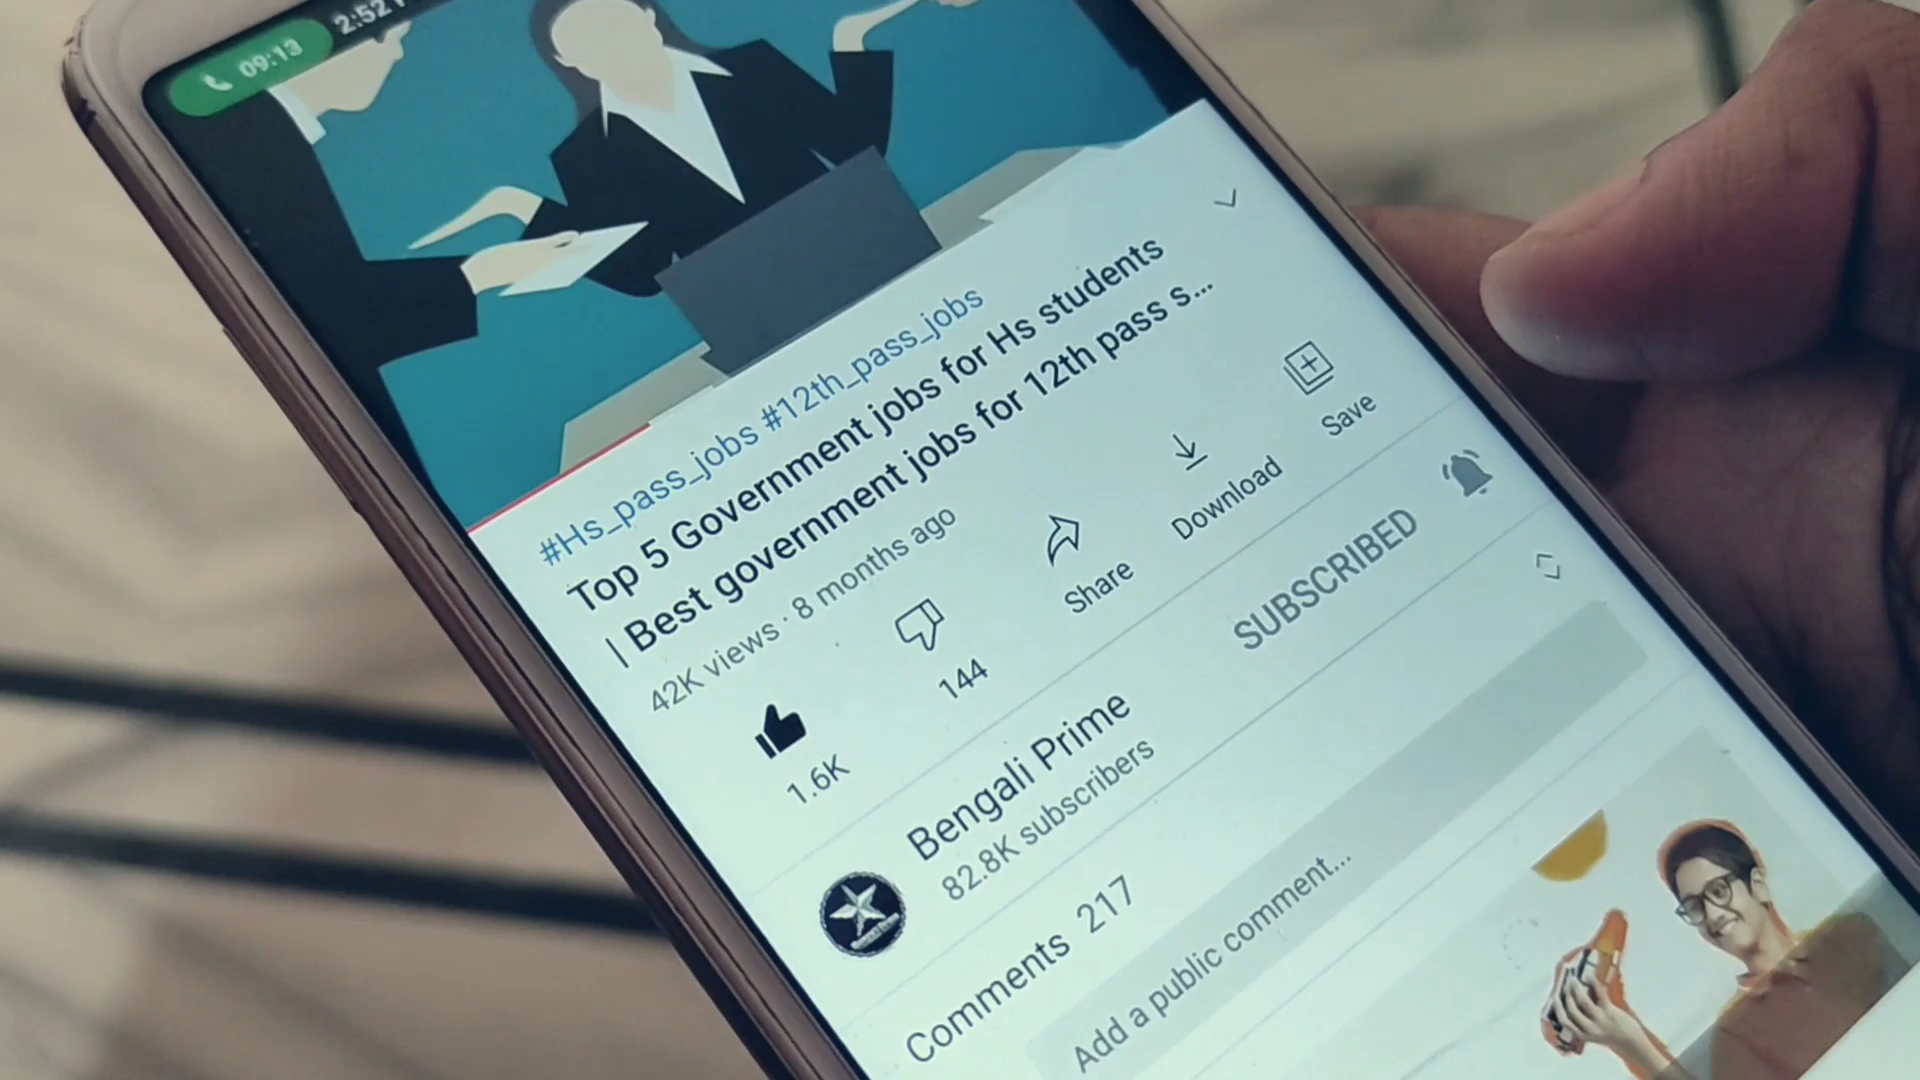 09:13 2:52
#Hs_pass_jobs #12th_pass_jobs
Top 5 Government jobs for Hs students
| Best government jobs for 12th pass s...
42K views · 8 months ago
1.6K
144
Share
Download
Save
Bengali Prime
82.8K subscribers
SUBSCRIBED
Comments 217
Add a public comment...